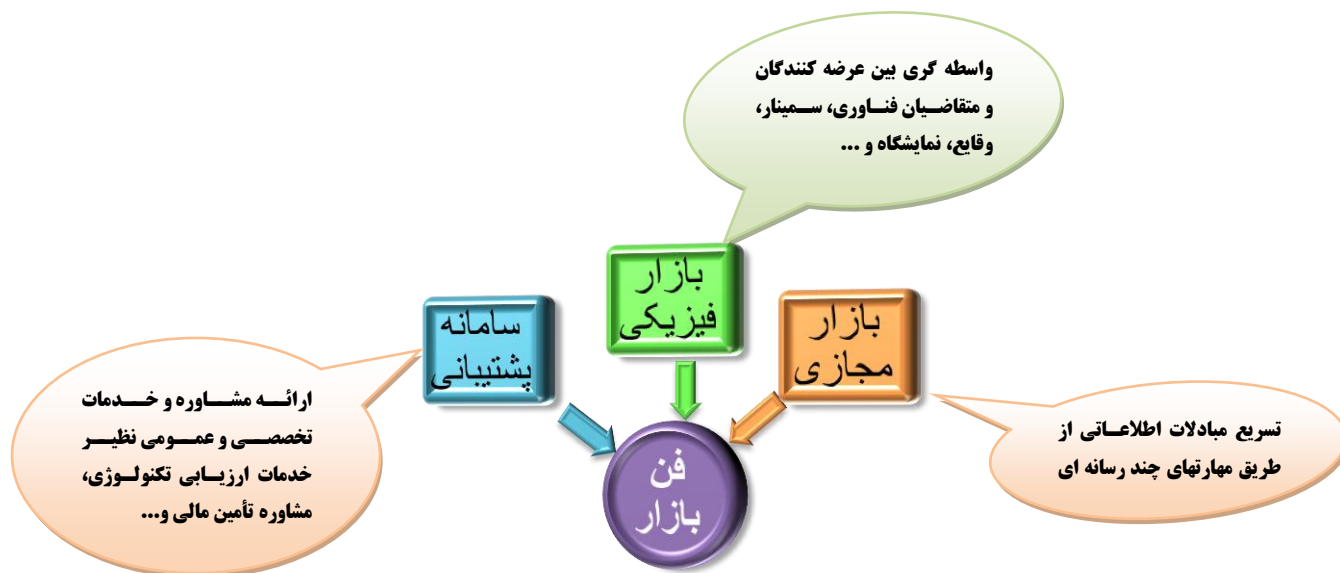 واسطه گری بین عرضه کنندگان
و متقاضیان فناوری، سمینار،
وقایع، نمایشگاه و ...
بازار
فیزیکی
بازار
مجازی
سامانه
پشتیبانی
تسریع مبادلات اطلاعاتی از
طریق مهارتهای چند رسانه ای
ارائه مشاوره و خدمات
تخصصی و عمومی نظیر
خدمات ارزیابی تکنولوژی،
مشاوره تأمین مالی و...
فن
بازار